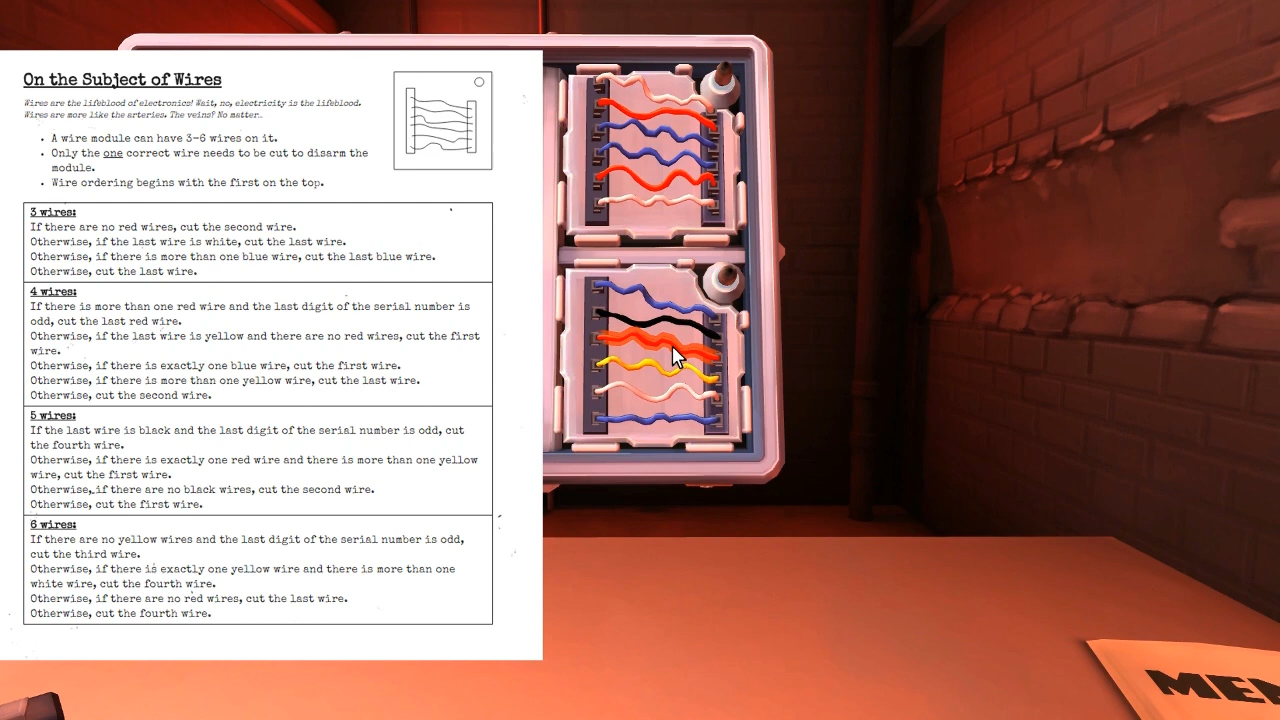 On the Subject of Wires
Wires are the lifeblood of electronics! Wait, no, electricity is the lifeblood.
Wires are more like the arteries. The veins? No matter…
• A wire module can have 3-6 wires on it.
• Only the one correct wire needs to be cut to disarm the
module.
• Wire ordering begins with the first on the top.
3 wires:
If there are no red wires, cut the second wire.
Otherwise, if the last wire is white, cut the last wire.
Otherwise, if there is more than one blue wire, cut the last blue wire.
Otherwise, cut the last wire.
4 wires:
If there is more than one red wire and the last digit of the serial number is
odd, cut the last red wire.
Otherwise, if the last wire is yellow and there are no red wires, cut the first
wire.
Otherwise, if there is exactly one blue wire, cut the first wire.
Otherwise, if there is more than one yellow wire, cut the last wire.
Otherwise, cut the second wire.
5 wires:
If the last wire is black and the last digit of the serial number is odd, cut
the fourth wire.
Otherwise, if there is exactly one red wire and there is more than one yellow
wire, cut the first wire.
Otherwise, if there are no black wires, cut the second wire.
Otherwise, cut the first wire.
6 wires:
If there are no yellow wires and the last digit of the serial number is odd,
cut the third wire.
Otherwise, if there is exactly one yellow wire and there is more than one
white wire, cut the fourth wire.
Otherwise, if there are no red wires, cut the last wire.
Otherwise, cut the fourth wire.